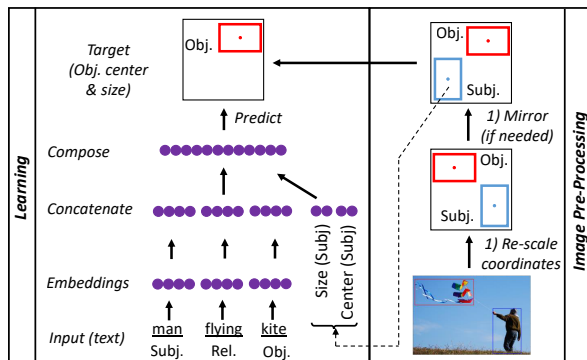 Learning
Target
(Obj. center
& size)
Obj.
Predict
Compose
Concatenate
Embeddings
Input (text)
man
Subj.
flying
Rel.
kite
Obj.
Size (Subj)
Center (Subj)
Obj.
Subj.
1) Mirror
(if needed)
Obj.
Subj.
1) Re-scale
coordinates
Image Pre-Processing